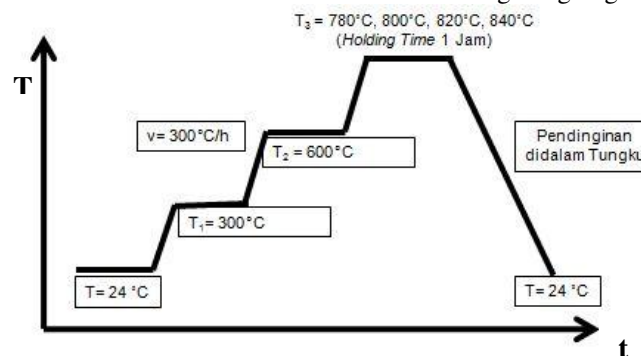 T₃ = 780°C, 800°C, 820°C, 840°C
(Holding Time 1 Jam)
T
v= 300°C/h
Pendinginan
didalam Tungku
T₂ = 600°C
T₁= 300°C
T= 24 °C
T= 24 °C
t